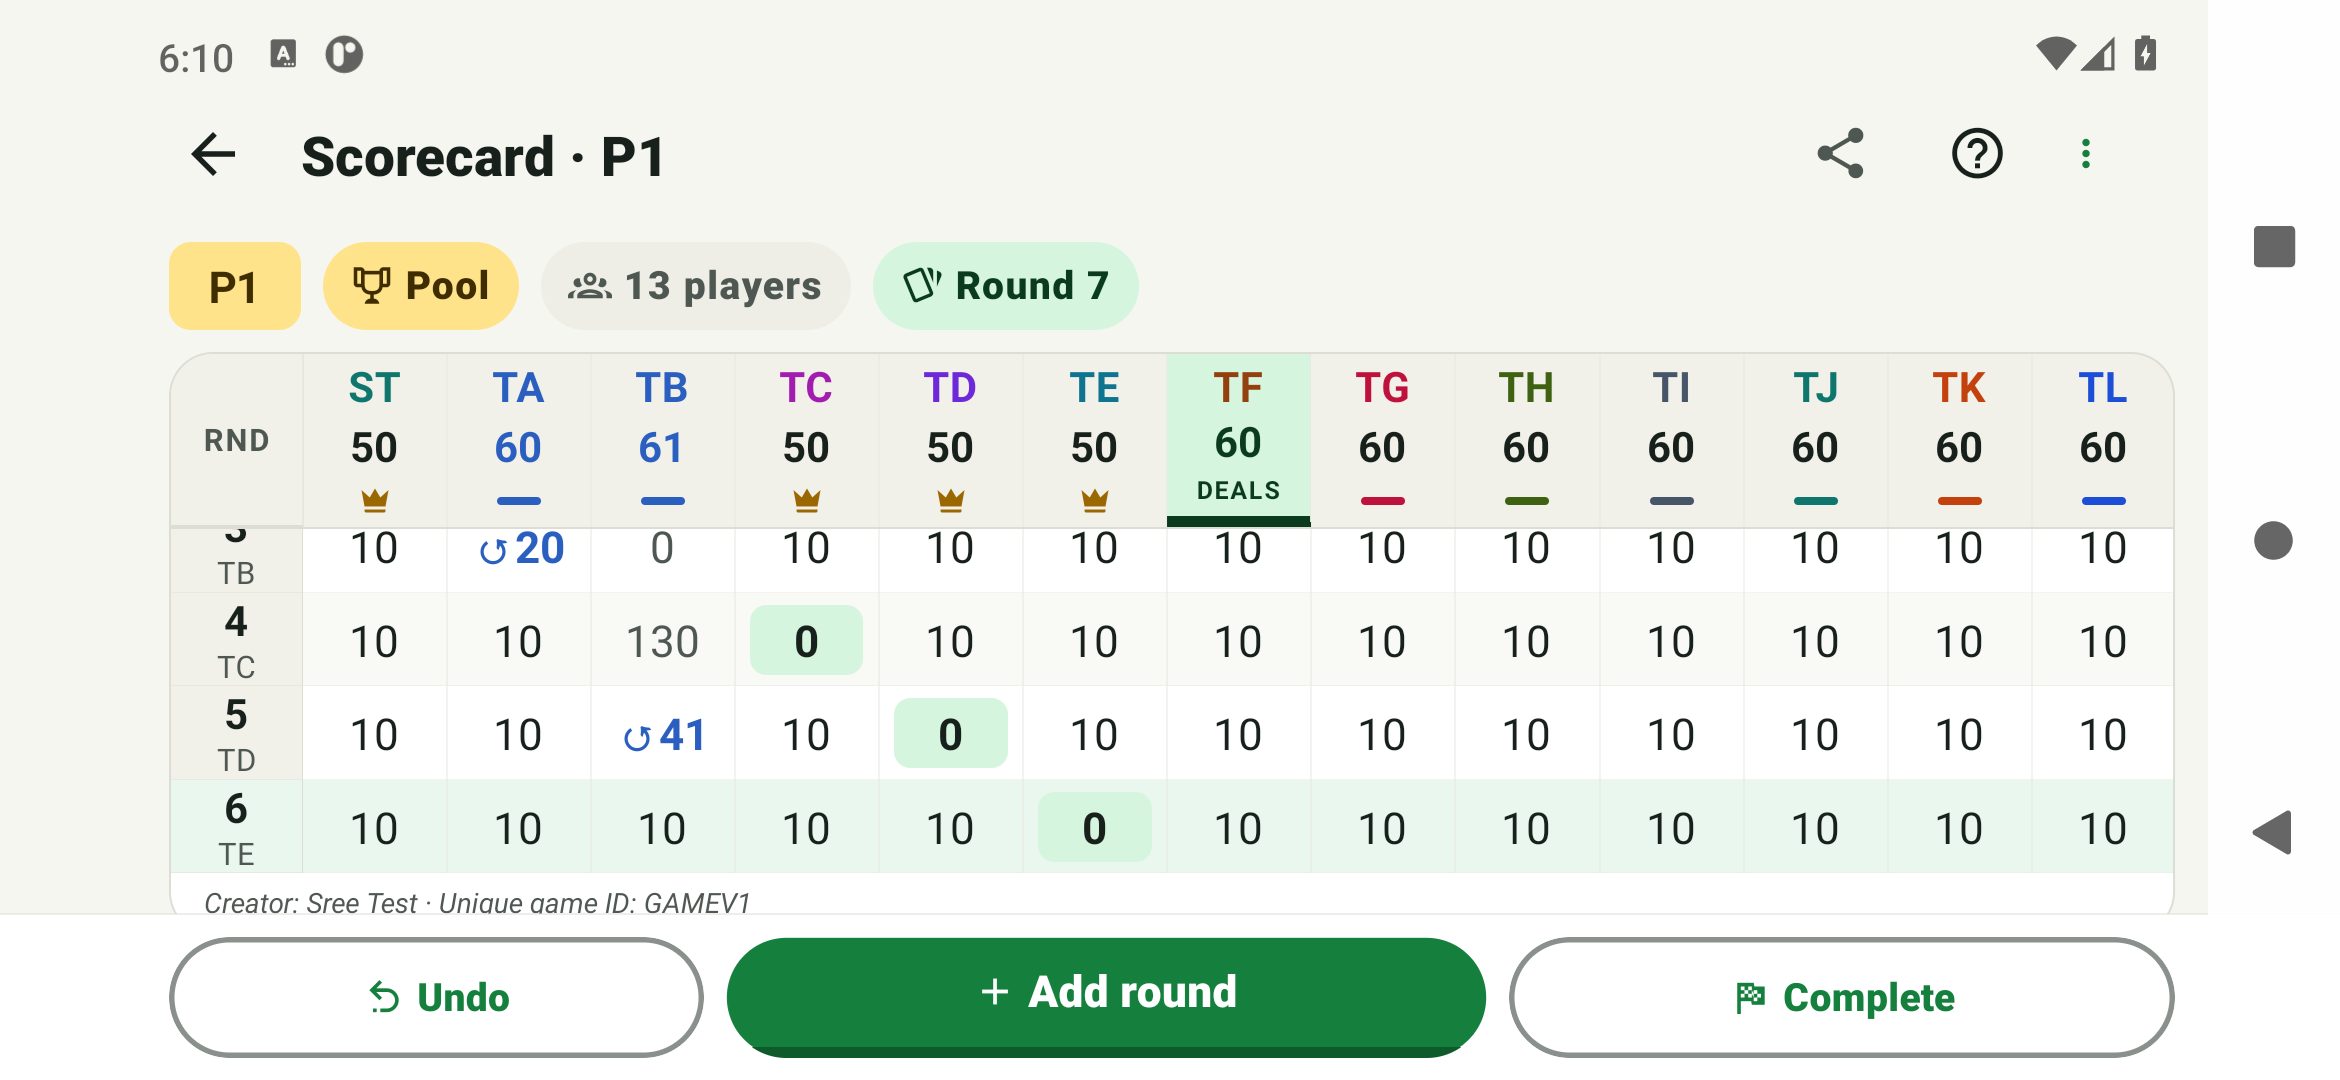 6:10
Scorecard · P1
P1 Pool 13 players Round 7
RND ST TA TB TC TD TE TF TG TH TI TJ TK TL
50 60 61 50 50 50 60 60 60 60 60 60 60
DEALS
3 10 20 0 10 10 10 10 10 10 10 10 10 10
TB
4 10 10 130 0 10 10 10 10 10 10 10 10 10
TC
5 10 10 41 10 0 10 10 10 10 10 10 10 10
TD
6 10 10 10 10 10 0 10 10 10 10 10 10 10
TE
Creator: Sree Test · Unique game ID: GAMEV1
Undo + Add round Complete